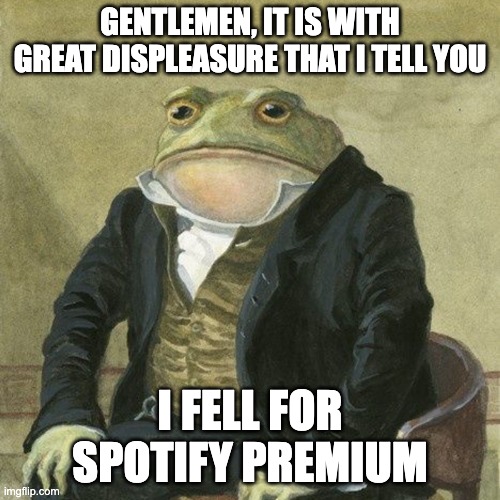 GENTLEMEN, IT IS WITH
GREAT DISPLEASURE THAT I TELL YOU
I FELL FOR
SPOTIFY PREMIUM
imgflip.com